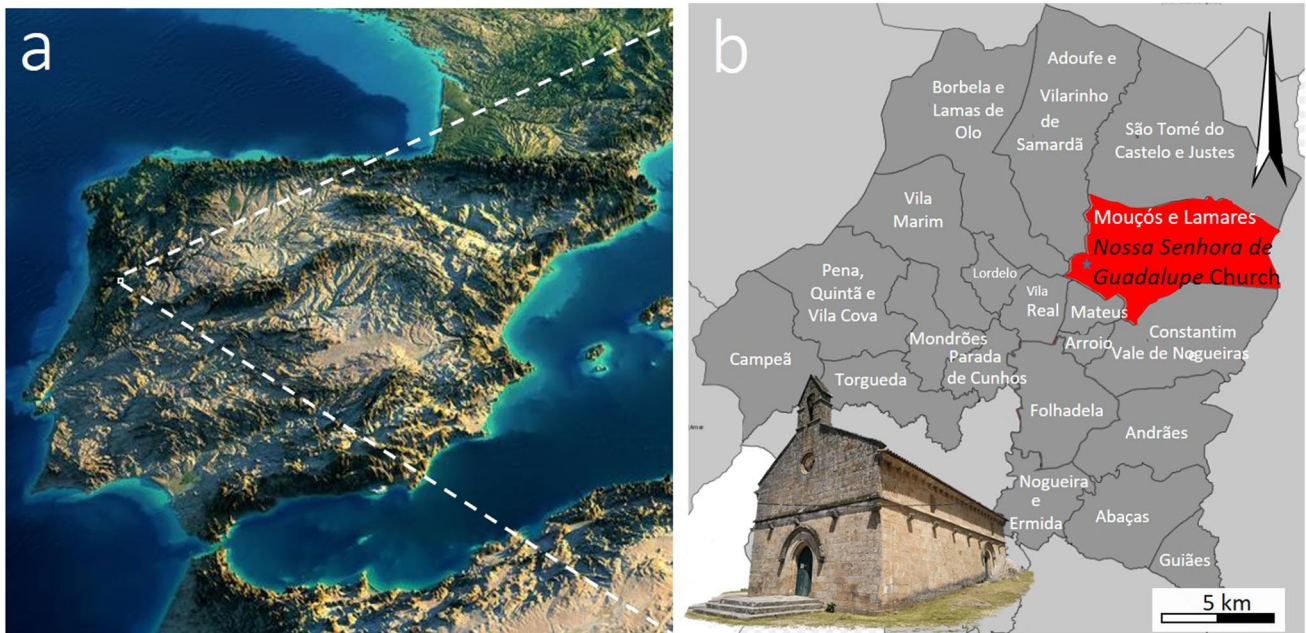 a
b
Adoufe e
Vilarinho
de
Samardã
Borbela e
Lamas de
Olo
São Tomé do
Castelo e Justes
Vila
Marim
Mouçós e Lamares
Nossa Senhora de
Guadalupe Church
Pena,
Quintã e
Vila Cova
Lordelo
Vila
Real
Mateus
Constantim
Vale de Nogueiras
Arroio
Mondrões
Parada
de Cunhos
Campeã
Torgueda
Folhadela
Andrães
Nogueira
e
Ermida
Abaças
Guiães
5 km